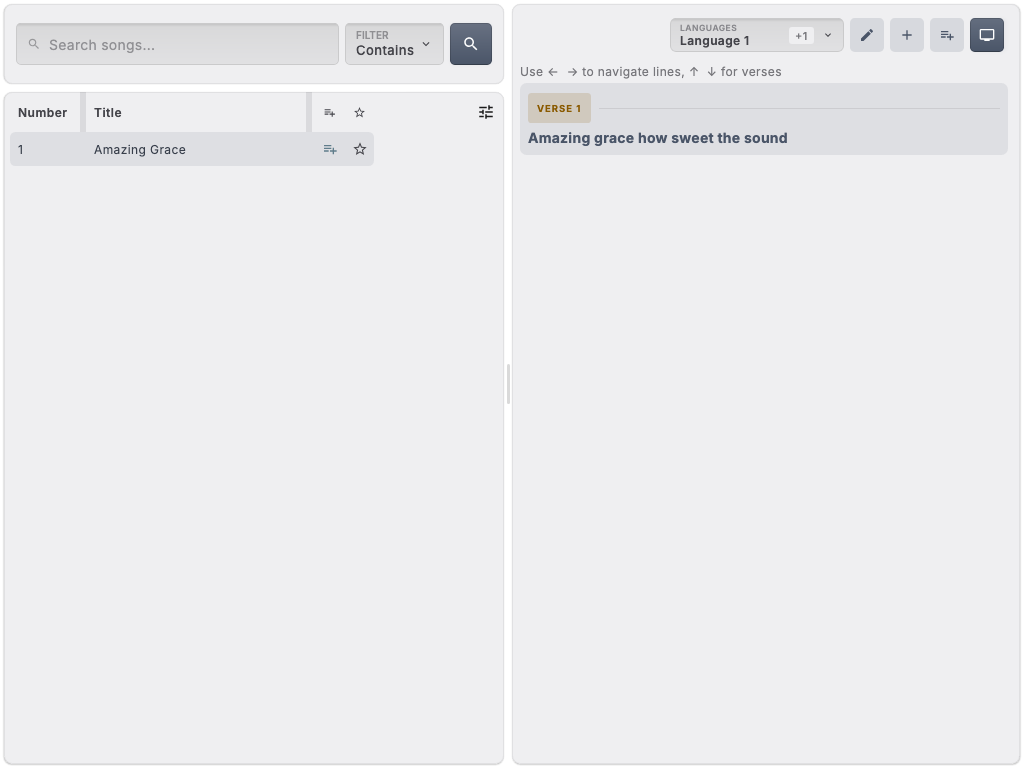 Search songs...
FILTER
Contains
Number
Title
1
Amazing Grace
LANGUAGES
Language 1
+1
Use ← → to navigate lines, ↑ ↓ for verses
VERSE 1
Amazing grace how sweet the sound